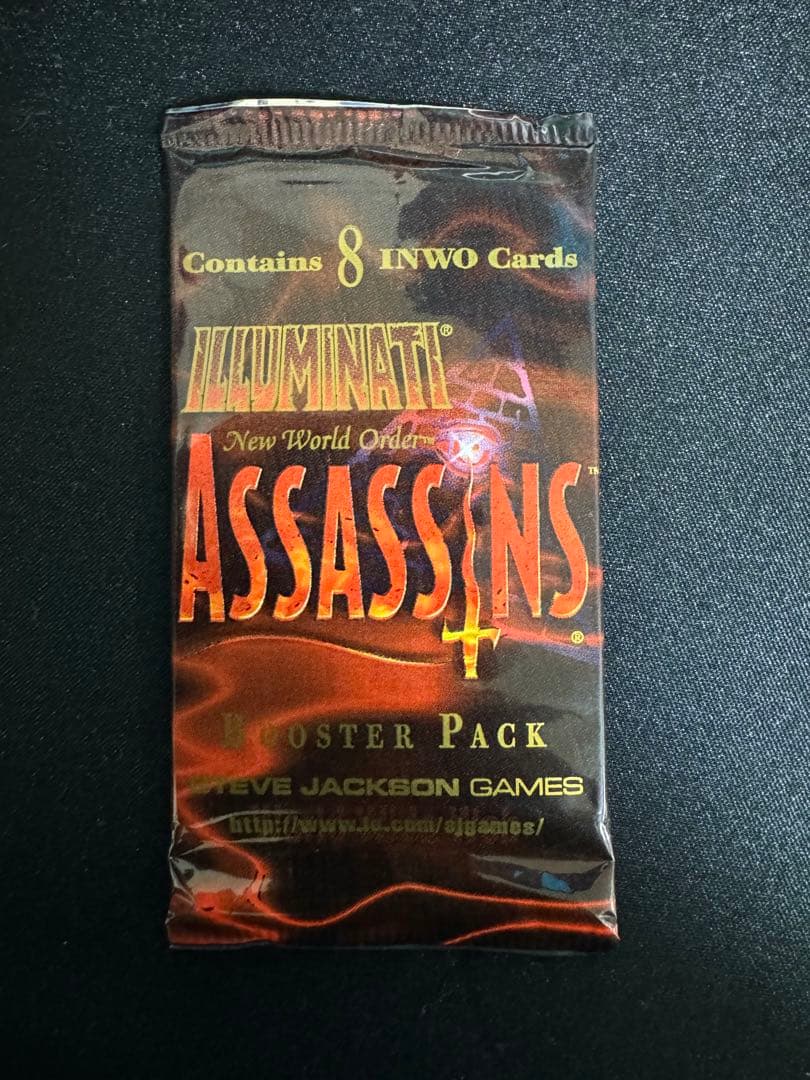 Contains 8 INWO Cards
ILLUMINATI®
New World Order™
ASSASSINS™
®
BOOSTER PACK
STEVE JACKSON GAMES
http://www.io.com/sjgames/